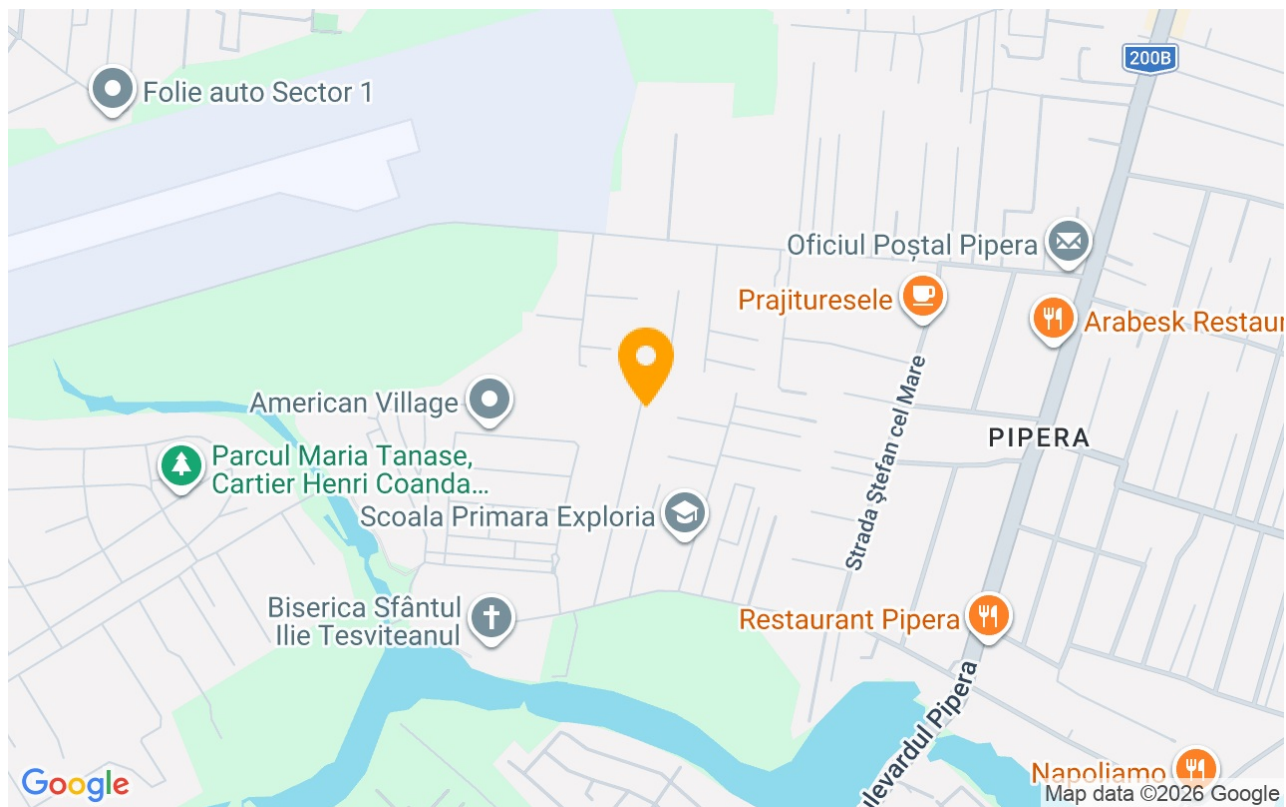 200B
Folie auto Sector 1
Oficiul Poștal Pipera
Prajituresele
Arabesk Restaur
American Village
Strada Ștefan cel Mare
PIPERA
Parcul Maria Tanase,
Cartier Henri Coanda...
Scoala Primara Exploria
Biserica Sfântul
Ilie Tesviteanul
Restaurant Pipera
ulevardul Pipera
Napoliamo
Google
Map data ©2026 Google